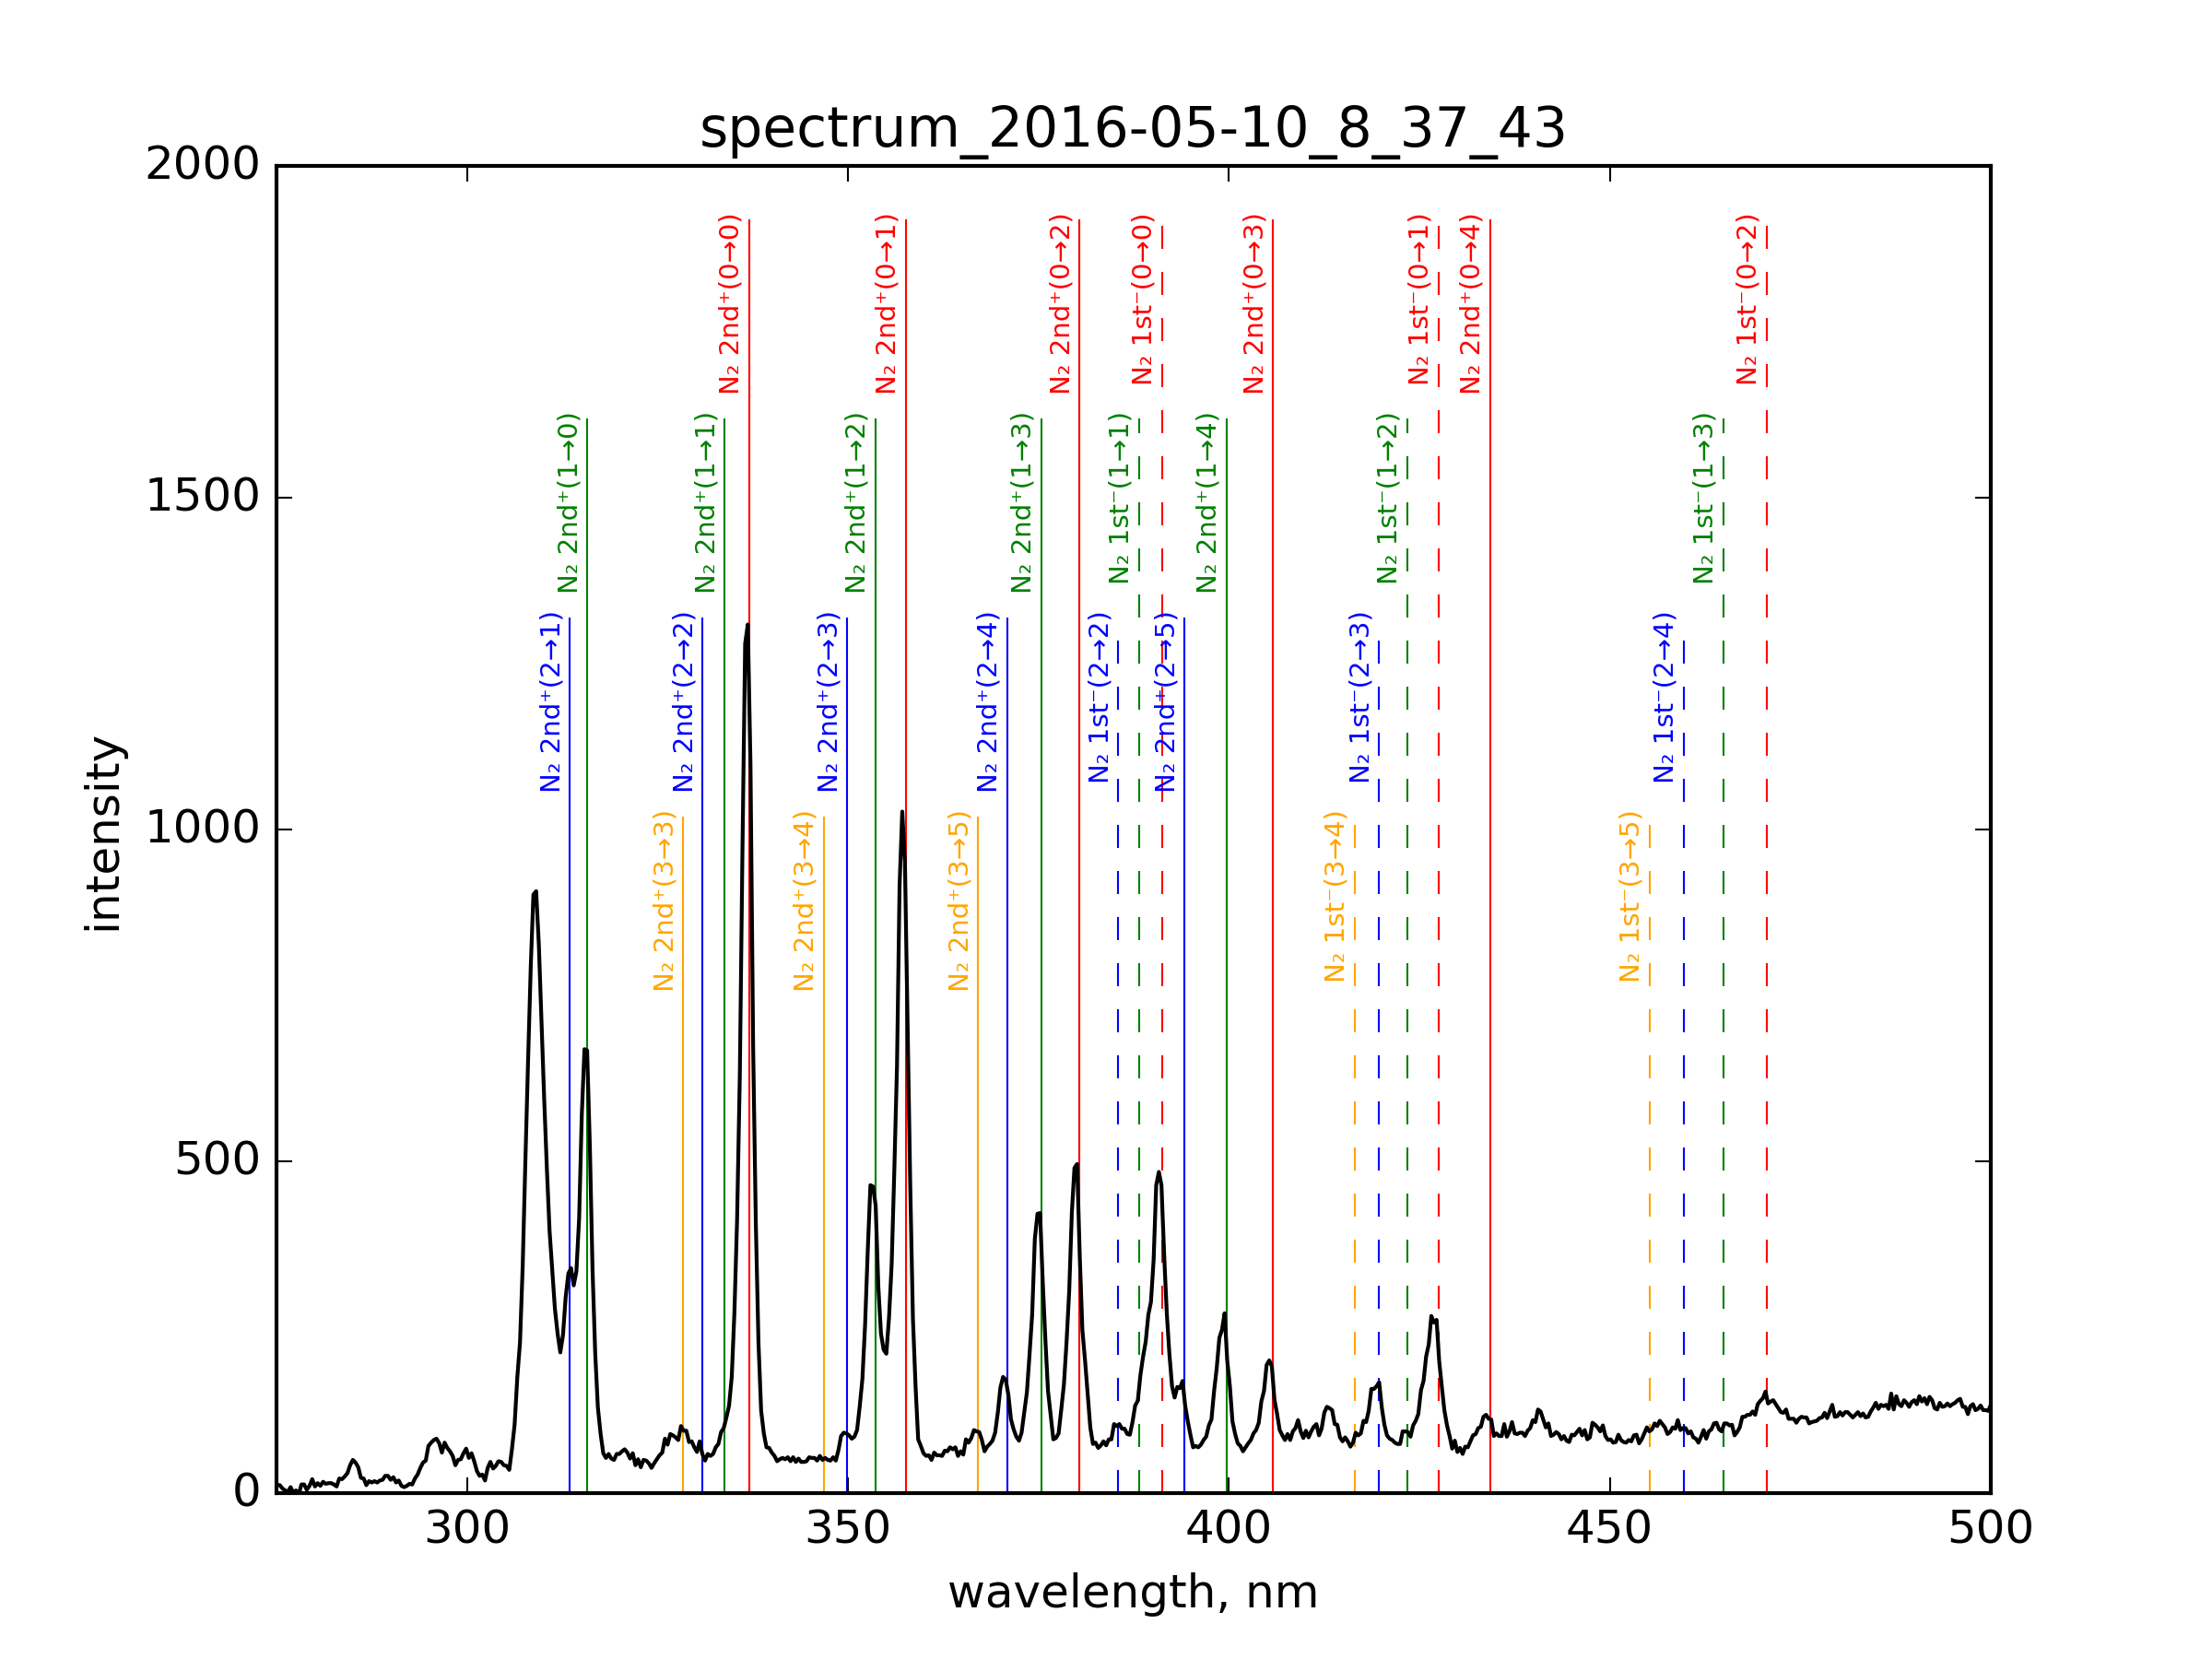 spectrum_2016-05-10_8_37_43
2000
1500
1000
500
0
intensity
300
350
400
450
500
wavelength, nm
N₂ 2nd⁺(0→0)
N₂ 2nd⁺(0→1)
N₂ 2nd⁺(0→2)
N₂ 1st⁻(0→0)
N₂ 2nd⁺(0→3)
N₂ 1st⁻(0→1)
N₂ 2nd⁺(0→4)
N₂ 1st⁻(0→2)
N₂ 2nd⁺(1→0)
N₂ 2nd⁺(1→1)
N₂ 2nd⁺(1→2)
N₂ 2nd⁺(1→3)
N₂ 1st⁻(1→1)
N₂ 2nd⁺(1→4)
N₂ 1st⁻(1→2)
N₂ 1st⁻(1→3)
N₂ 2nd⁺(2→1)
N₂ 2nd⁺(2→2)
N₂ 2nd⁺(2→3)
N₂ 2nd⁺(2→4)
N₂ 1st⁻(2→2)
N₂ 2nd⁺(2→5)
N₂ 1st⁻(2→3)
N₂ 1st⁻(2→4)
N₂ 2nd⁺(3→3)
N₂ 2nd⁺(3→4)
N₂ 2nd⁺(3→5)
N₂ 1st⁻(3→4)
N₂ 1st⁻(3→5)